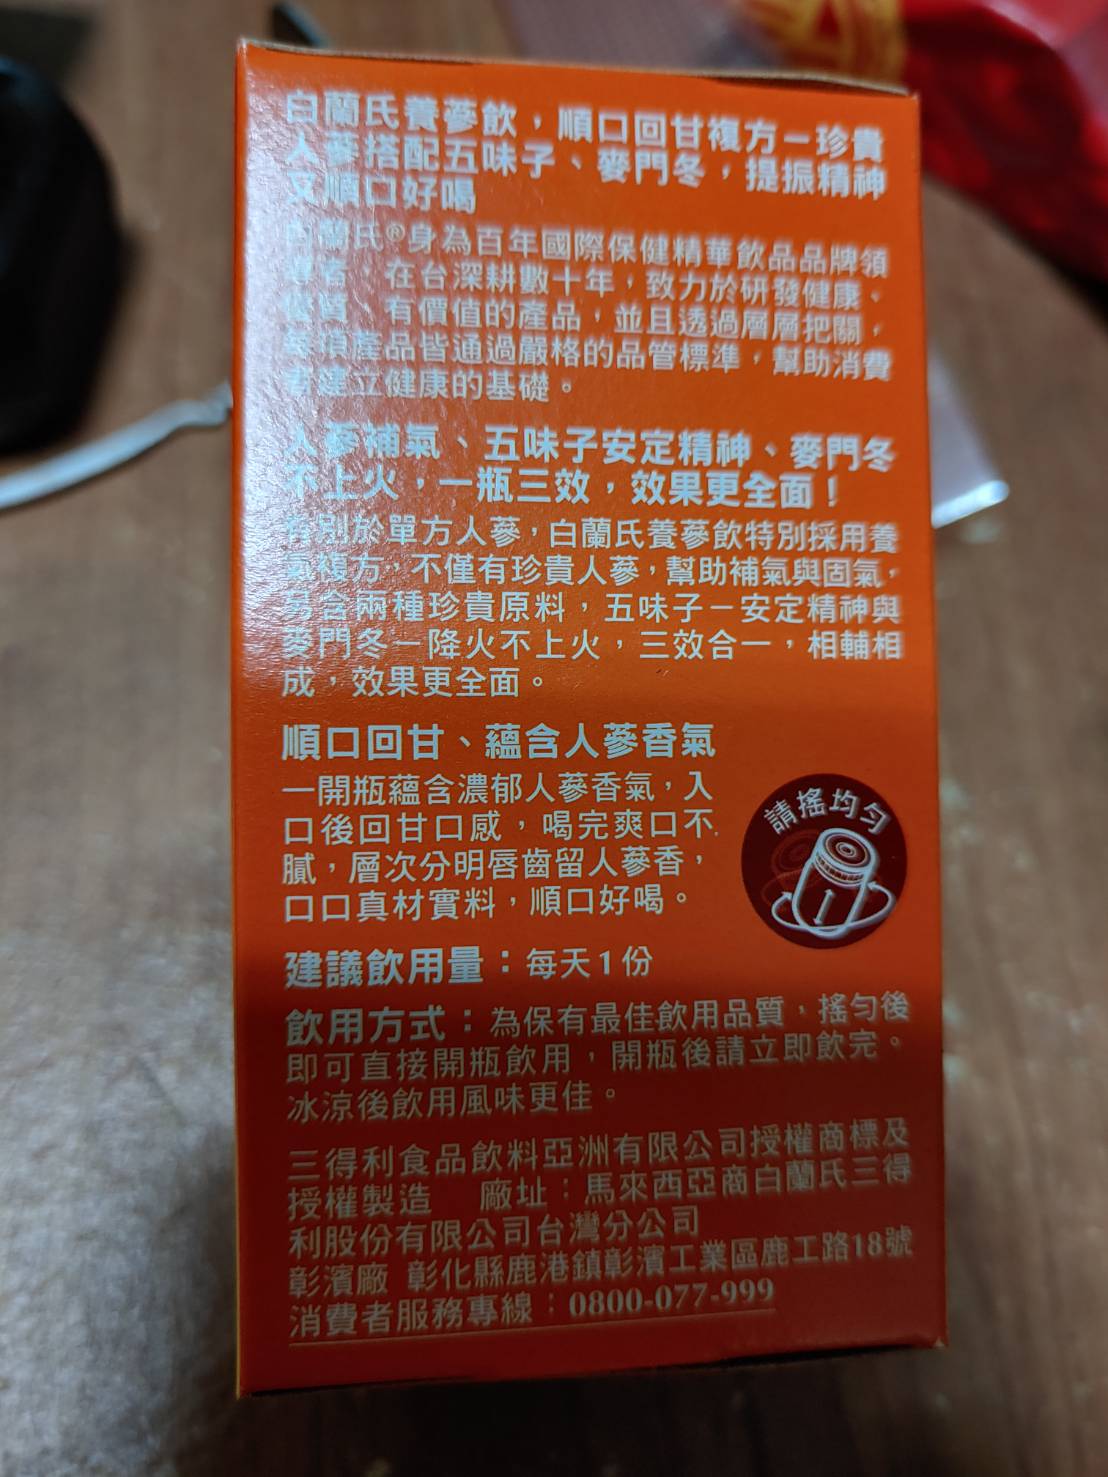 白蘭氏養蔘飲，順口回甘複方－珍貴
人蔘搭配五味子、麥門冬，提振精神
又順口好喝
白蘭氏®身為百年國際保健精華飲品品牌領
導者，在台深耕數十年，致力於研發健康、
優質、有價值的產品，並且透過層層把關，
產品皆通過嚴格的品管標準，幫助消費
者建立健康的基礎。
人蔘補氣、五味子安定精神、麥門冬
不上火，一瓶三效，效果更全面！
有別於單方人蔘，白蘭氏養蔘飲特別採用養
氣複方，不僅有珍貴人蔘，幫助補氣與固氣，
另含兩種珍貴原料，五味子－安定精神與
麥門冬－降火不上火，三效合一，相輔相
成，效果更全面。
順口回甘、蘊含人蔘香氣
一開瓶蘊含濃郁人蔘香氣，入
口後回甘口感，喝完爽口不
膩，層次分明唇齒留人蔘香，
口口真材實料，順口好喝。
請搖均勻
建議飲用量：每天1份
飲用方式：為保有最佳飲用品質，搖勻後
即可直接開瓶飲用，開瓶後請立即飲完。
冰涼後飲用風味更佳。
三得利食品飲料亞洲有限公司授權商標及
授權製造 廠址：馬來西亞商白蘭氏三得
利股份有限公司台灣分公司
彰濱廠 彰化縣鹿港鎮彰濱工業區鹿工路18號
消費者服務專線：0800-077-999